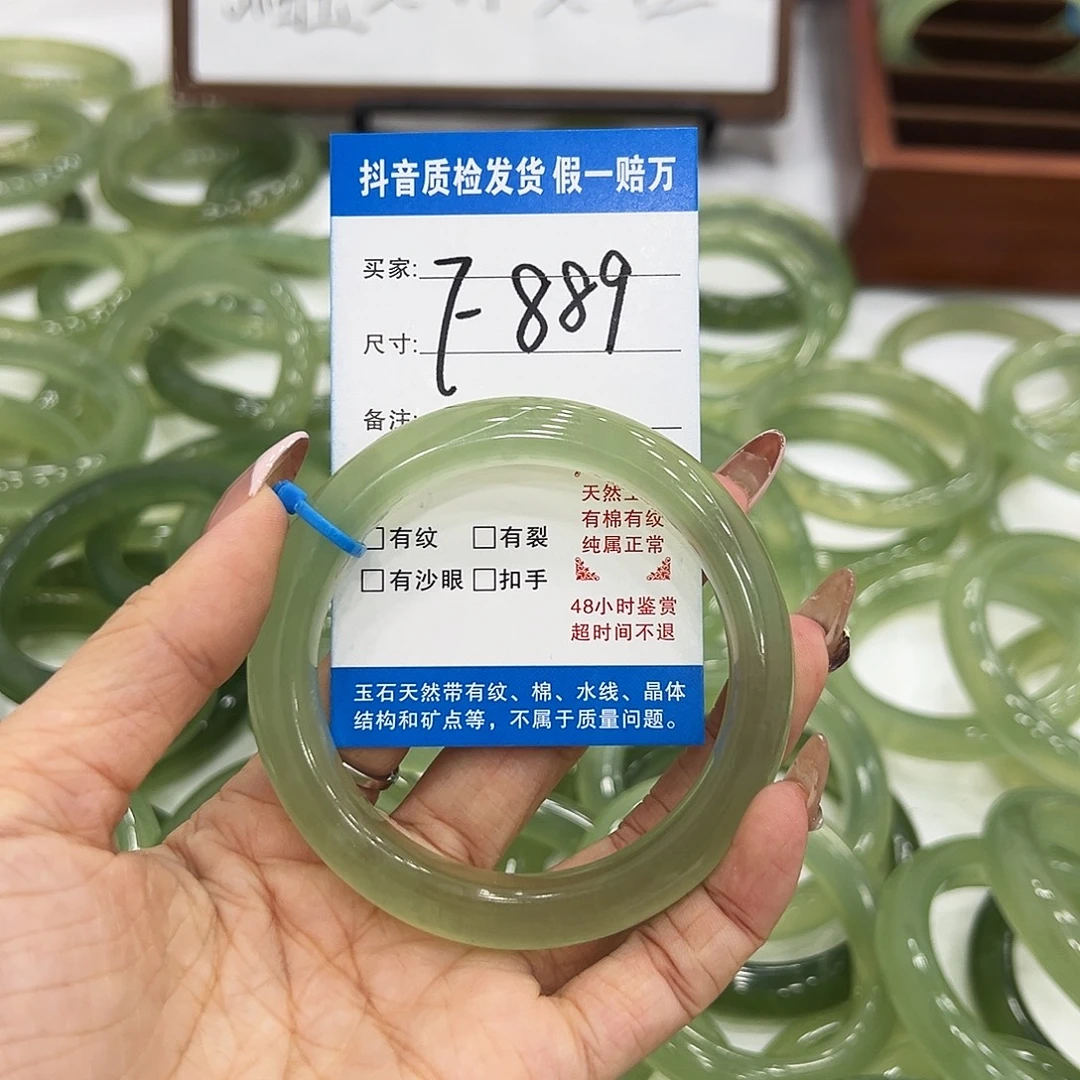 抖音质检发货 假一赔万
买家:
7-889
尺寸:
备注:
天然
有棉有纹
纯属正常
□有纹 □有裂
□有沙眼 □扣手
48小时鉴赏
超时间不退
玉石天然带有纹、棉、水线、晶体
结构和矿点等，不属于质量问题。